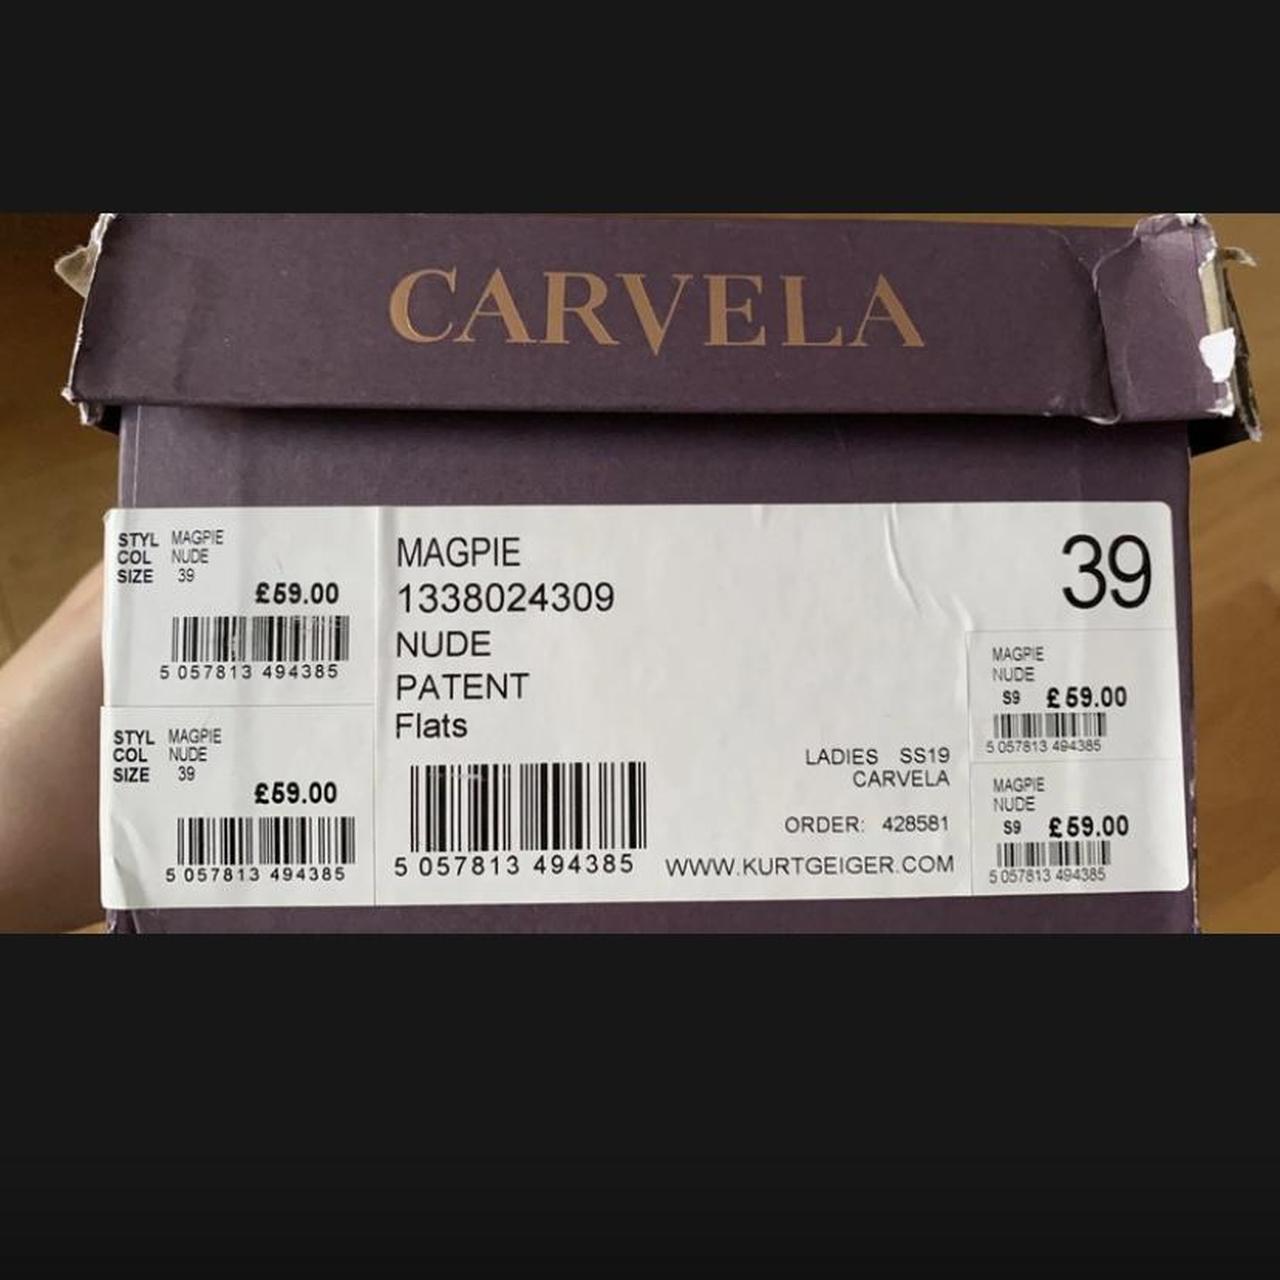 CARVELA
STYL MAGPIE
COL NUDE
SIZE 39
£59.00
5 057813 494385
STYL MAGPIE
COL NUDE
SIZE 39
£59.00
5 057813 494385
MAGPIE
1338024309
NUDE
PATENT
Flats
5 057813 494385
39
LADIES SS19
CARVELA
ORDER: 428581
WWW.KURTGEIGER.COM
MAGPIE
NUDE
S9 £59.00
5 057813 494385
MAGPIE
NUDE
S9 £59.00
5 057813 494385